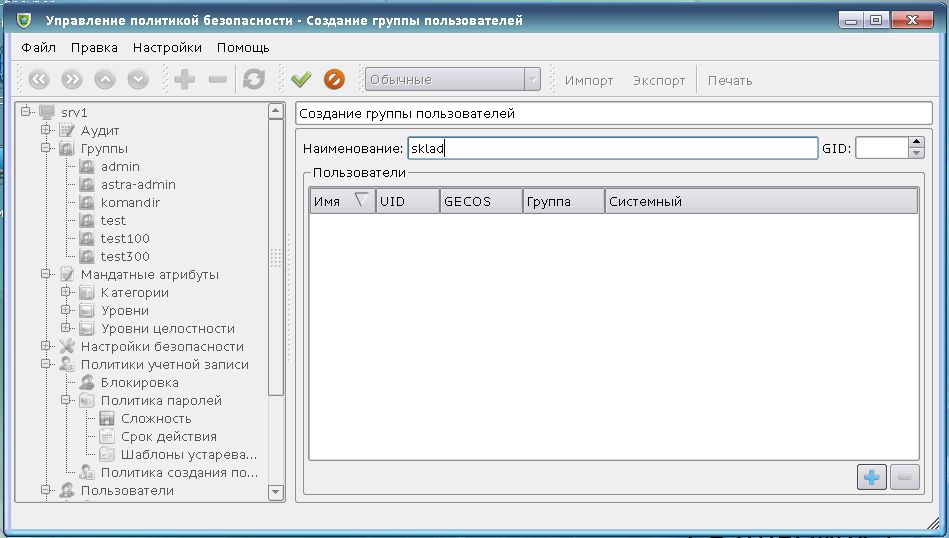 Управление политикой безопасности - Создание группы пользователей
Файл Правка Настройки Помощь
Обычные Импорт Экспорт Печать
srv1
Аудит
Группы
admin
astra-admin
komandir
test
test100
test300
Мандатные атрибуты
Категории
Уровни
Уровни целостности
Настройки безопасности
Политики учетной записи
Блокировка
Политика паролей
Сложность
Срок действия
Шаблоны устарева...
Политика создания по...
Пользователи
Создание группы пользователей
Наименование: sklad GID:
Пользователи
Имя UID GECOS Группа Системный